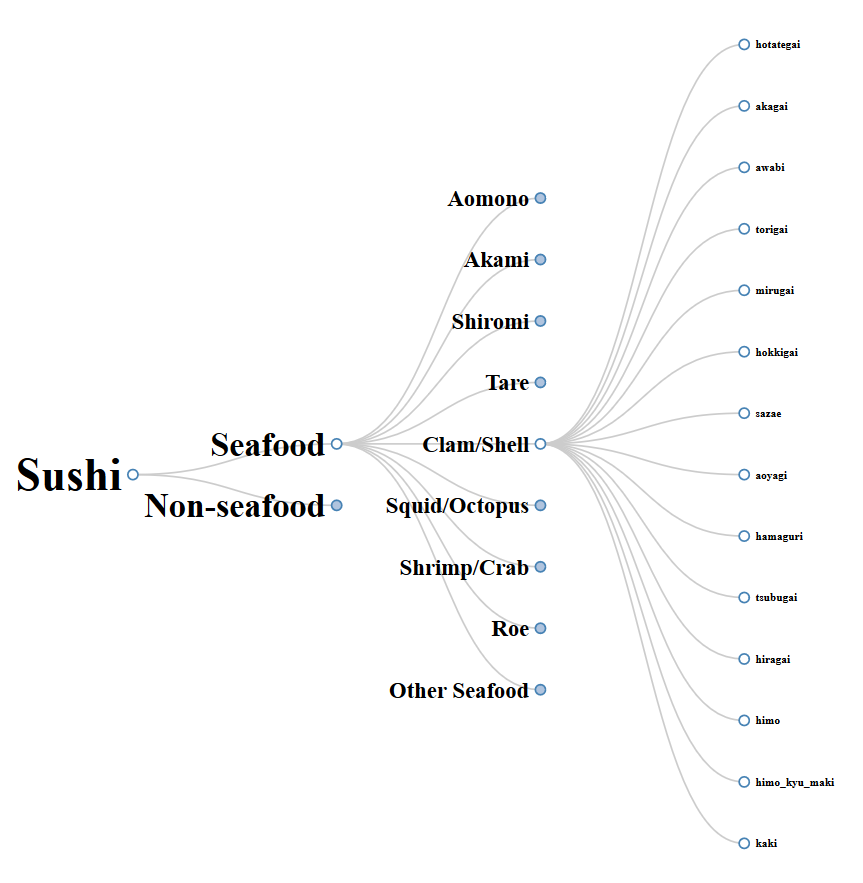 Sushi
Seafood
Non-seafood
Aomono
Akami
Shiromi
Tare
Clam/Shell
Squid/Octopus
Shrimp/Crab
Roe
Other Seafood
hotategai
akagai
awabi
torigai
mirugai
hokkigai
sazae
aoyagi
hamaguri
tsubugai
hiragai
himo
himo_kyu_maki
kaki